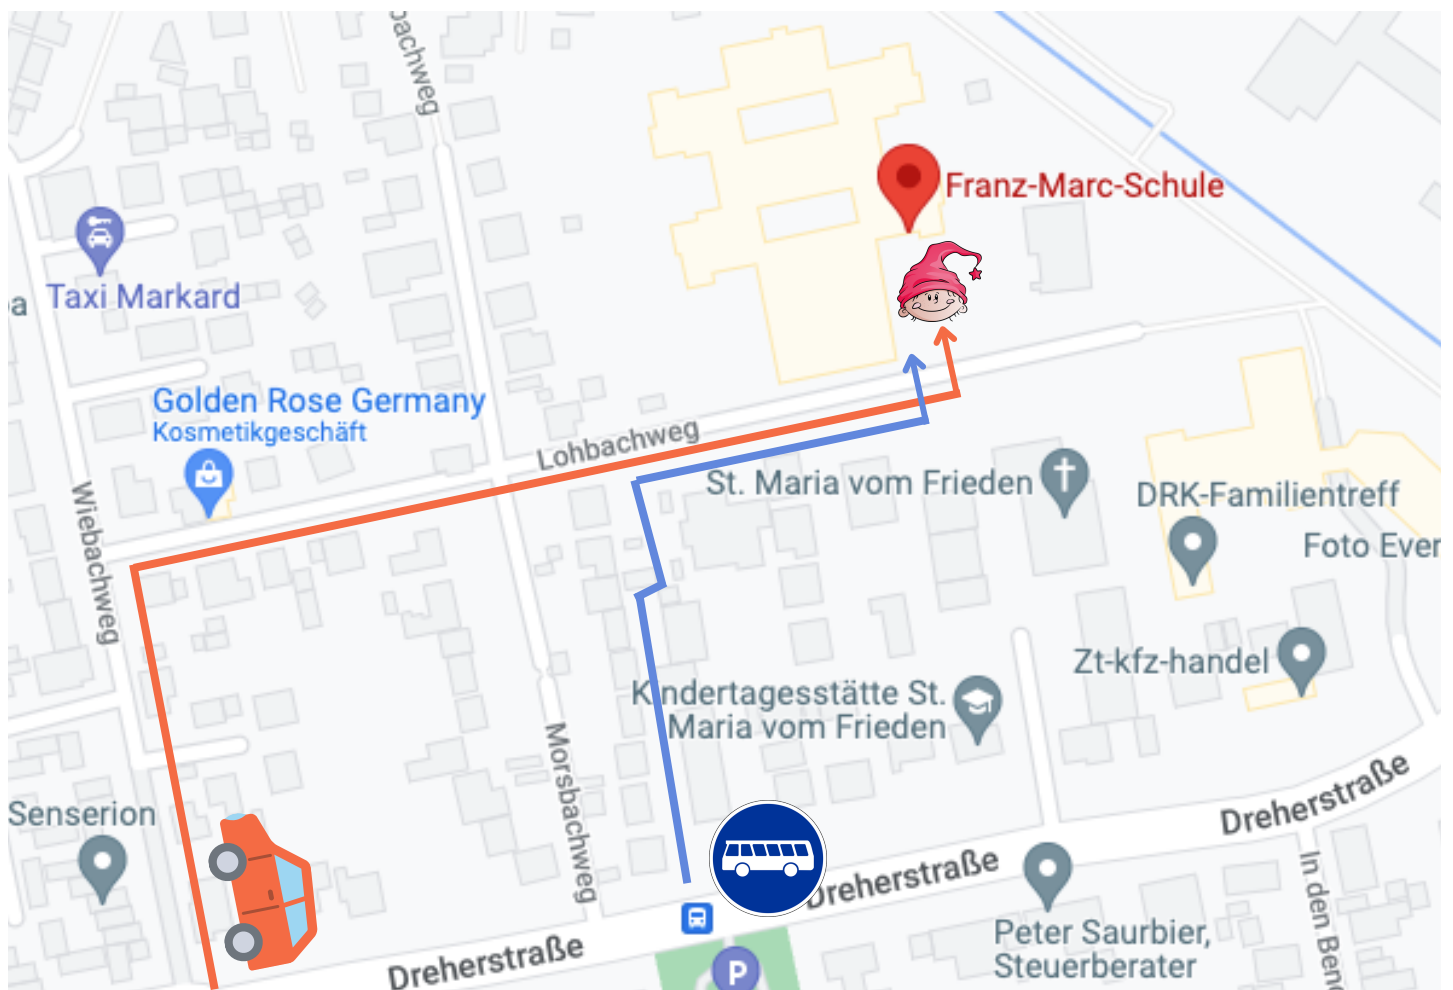 bachweg
Franz-Marc-Schule
Taxi Markard
Golden Rose Germany
Kosmetikgeschäft
Lohbachweg
Wiebachweg
St. Maria vom Frieden
DRK-Familientreff
Foto Ever
Zt-kfz-handel
Kindertagesstätte St.
Maria vom Frieden
Morsbachweg
Senserion
Dreherstraße
Dreherstraße
Dreherstraße
In den Ben
Peter Saurbier,
Steuerberater
P